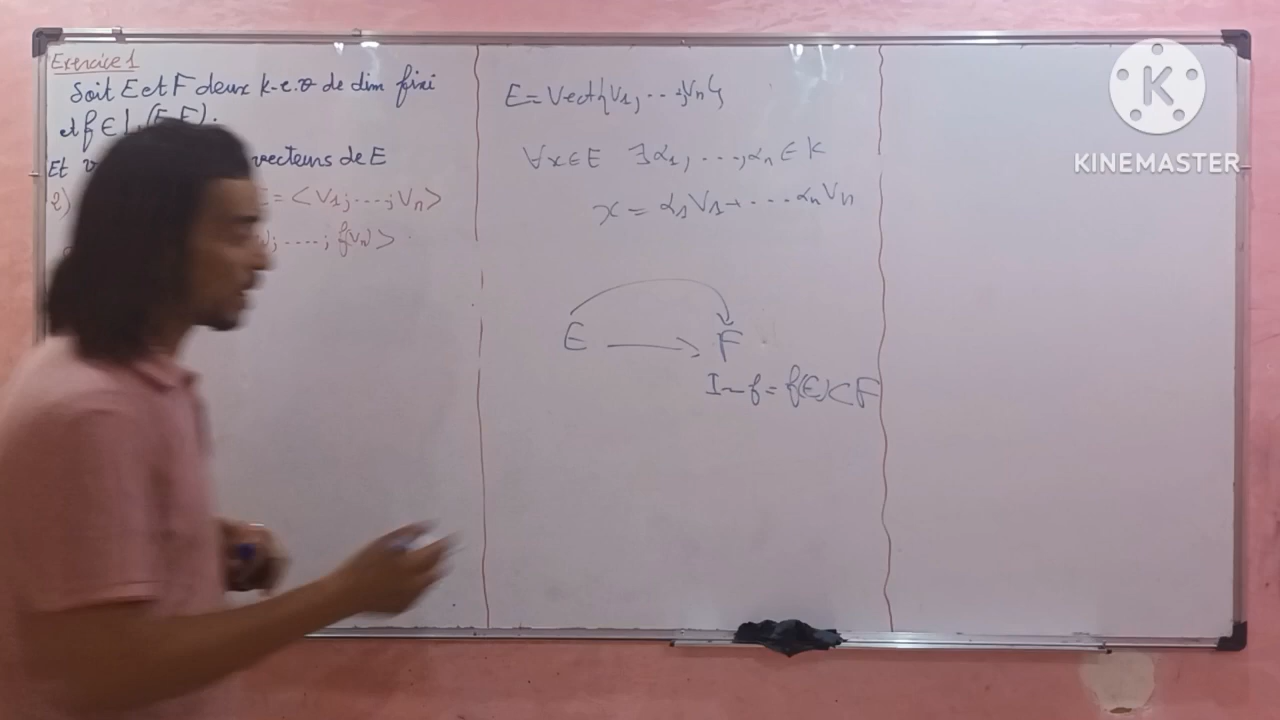 Exercice 1
Soit E et F deux k-e.v de dim fini
et f ∈ L(E,F).
Et v vecteurs de E
2) = <V1;....;Vn>
;....; f(vn)>
E = Vect{V1,....;Vn}
∀x∈E ∃α1,....,αn ∈ K
x = α1V1+....αnVn
E → F
Im f = f(E) ⊂ F
K
KINEMASTER